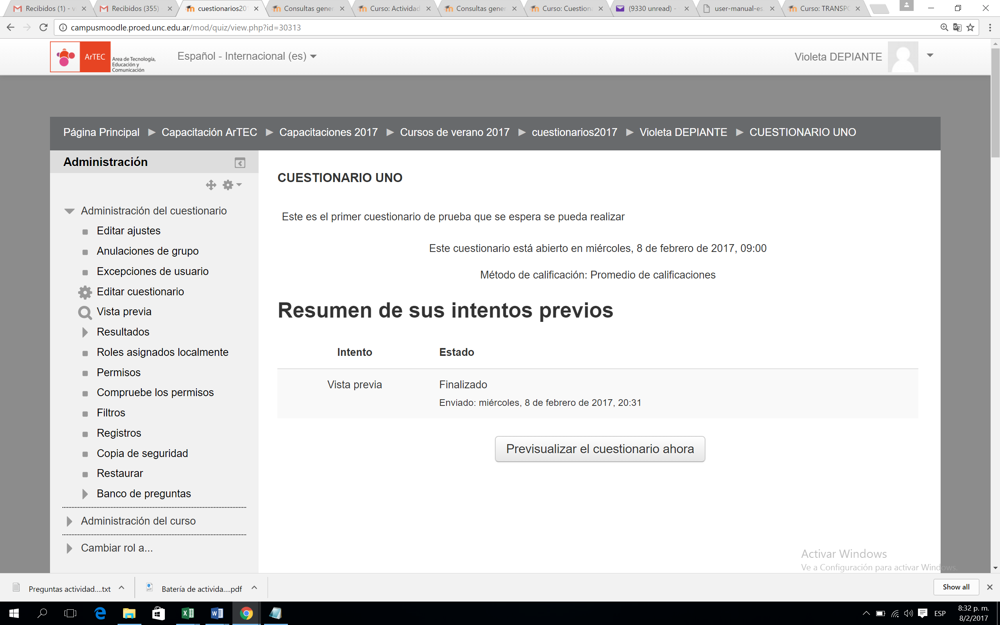 Recibidos (1) - v
Recibidos (355)
cuestionarios201
Consultas gener
Curso: Actividad
Consultas gener
Curso: Cuestiona
(9330 unread) -
user-manual-es
Curso: TRANSPO
campusmoodle.proed.unc.edu.ar/mod/quiz/view.php?id=30313
ArTEC
Area de Tecnología,
Educación y
Comunicación
Español - Internacional (es)
Violeta DEPIANTE
Página Principal ▶ Capacitación ArTEC ▶ Capacitaciones 2017 ▶ Cursos de verano 2017 ▶ cuestionarios2017 ▶ Violeta DEPIANTE ▶ CUESTIONARIO UNO
Administración
Administración del cuestionario
Editar ajustes
Anulaciones de grupo
Excepciones de usuario
Editar cuestionario
Vista previa
Resultados
Roles asignados localmente
Permisos
Compruebe los permisos
Filtros
Registros
Copia de seguridad
Restaurar
Banco de preguntas
Administración del curso
Cambiar rol a...
CUESTIONARIO UNO
Este es el primer cuestionario de prueba que se espera se pueda realizar
Este cuestionario está abierto en miércoles, 8 de febrero de 2017, 09:00
Método de calificación: Promedio de calificaciones
Resumen de sus intentos previos
Intento Estado
Vista previa Finalizado
Enviado: miércoles, 8 de febrero de 2017, 20:31
Previsualizar el cuestionario ahora
Activar Windows
Ve a Configuración para activar Windows.
Preguntas actividad....txt
Batería de activida....pdf
Show all
ESP
8:32 p. m.
8/2/2017